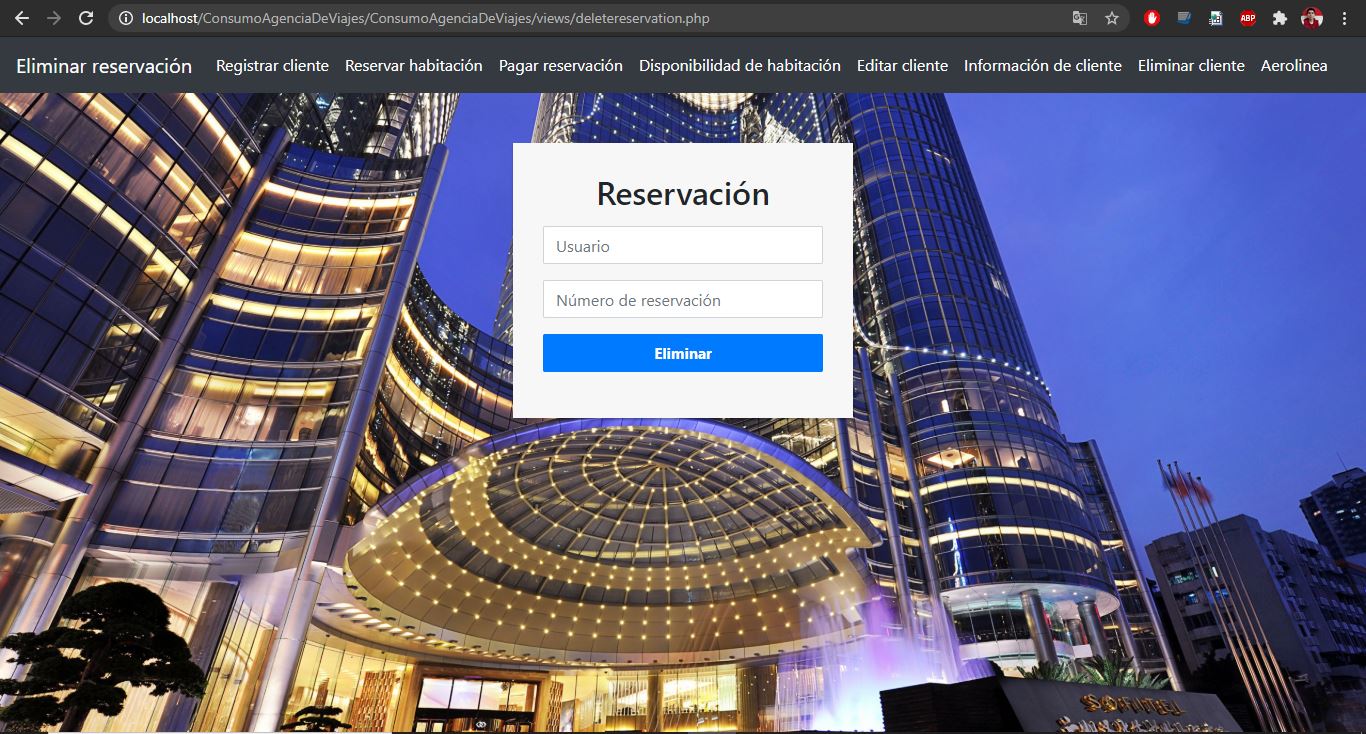 localhost/ConsumoAgenciaDeViajes/ConsumoAgenciaDeViajes/views/deletereservation.php
ABP
Eliminar reservación Registrar cliente Reservar habitación Pagar reservación Disponibilidad de habitación Editar cliente Información de cliente Eliminar cliente Aerolinea
Reservación
Usuario
Número de reservación
Eliminar
SOFITEL